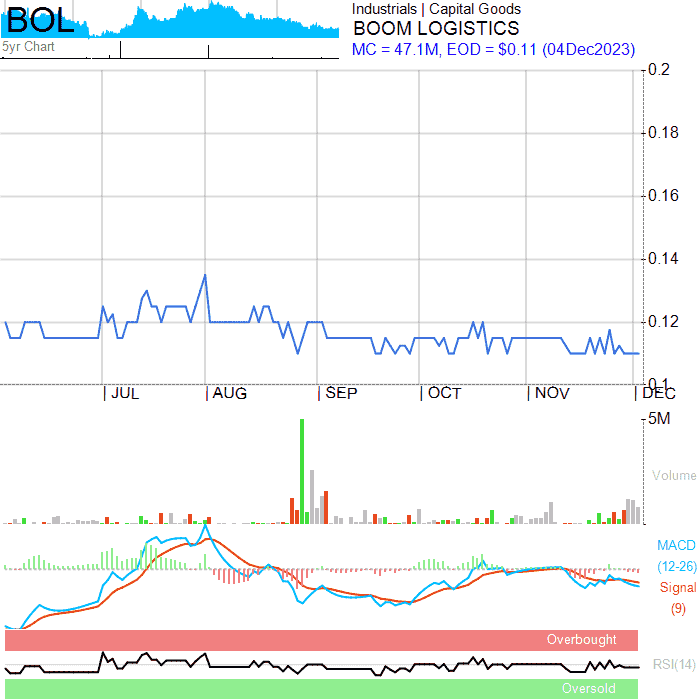 BOL
5yr Chart
Industrials | Capital Goods
BOOM LOGISTICS
MC = 47.1M, EOD = $0.11 (04Dec2023)
0.2
0.18
0.16
0.14
0.12
0.1
JUL AUG SEP OCT NOV DEC
5M
Volume
MACD
(12-26)
Signal
(9)
Overbought
RSI(14)
Oversold